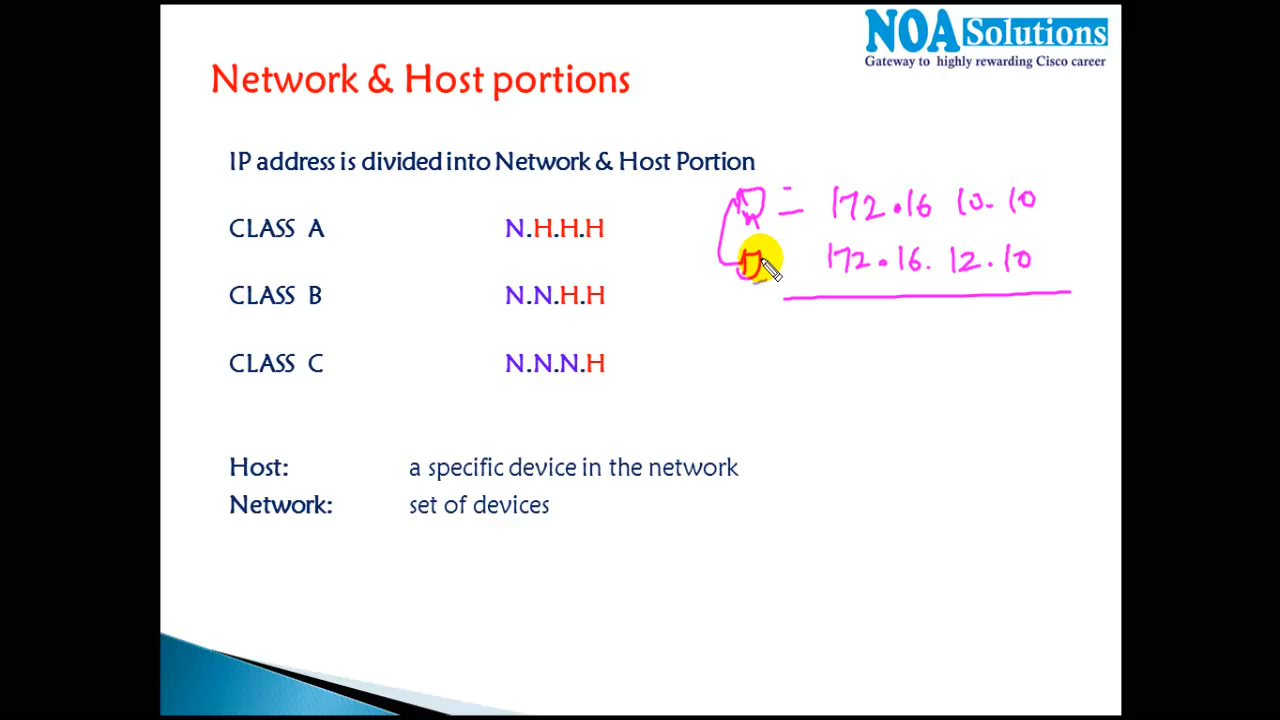 NOA Solutions
Gateway to highly rewarding Cisco career
Network & Host portions
IP address is divided into Network & Host Portion
= 172.16 10.10
CLASS A N.H.H.H
172.16.12.10
CLASS B N.N.H.H
CLASS C N.N.N.H
Host: a specific device in the network
Network: set of devices